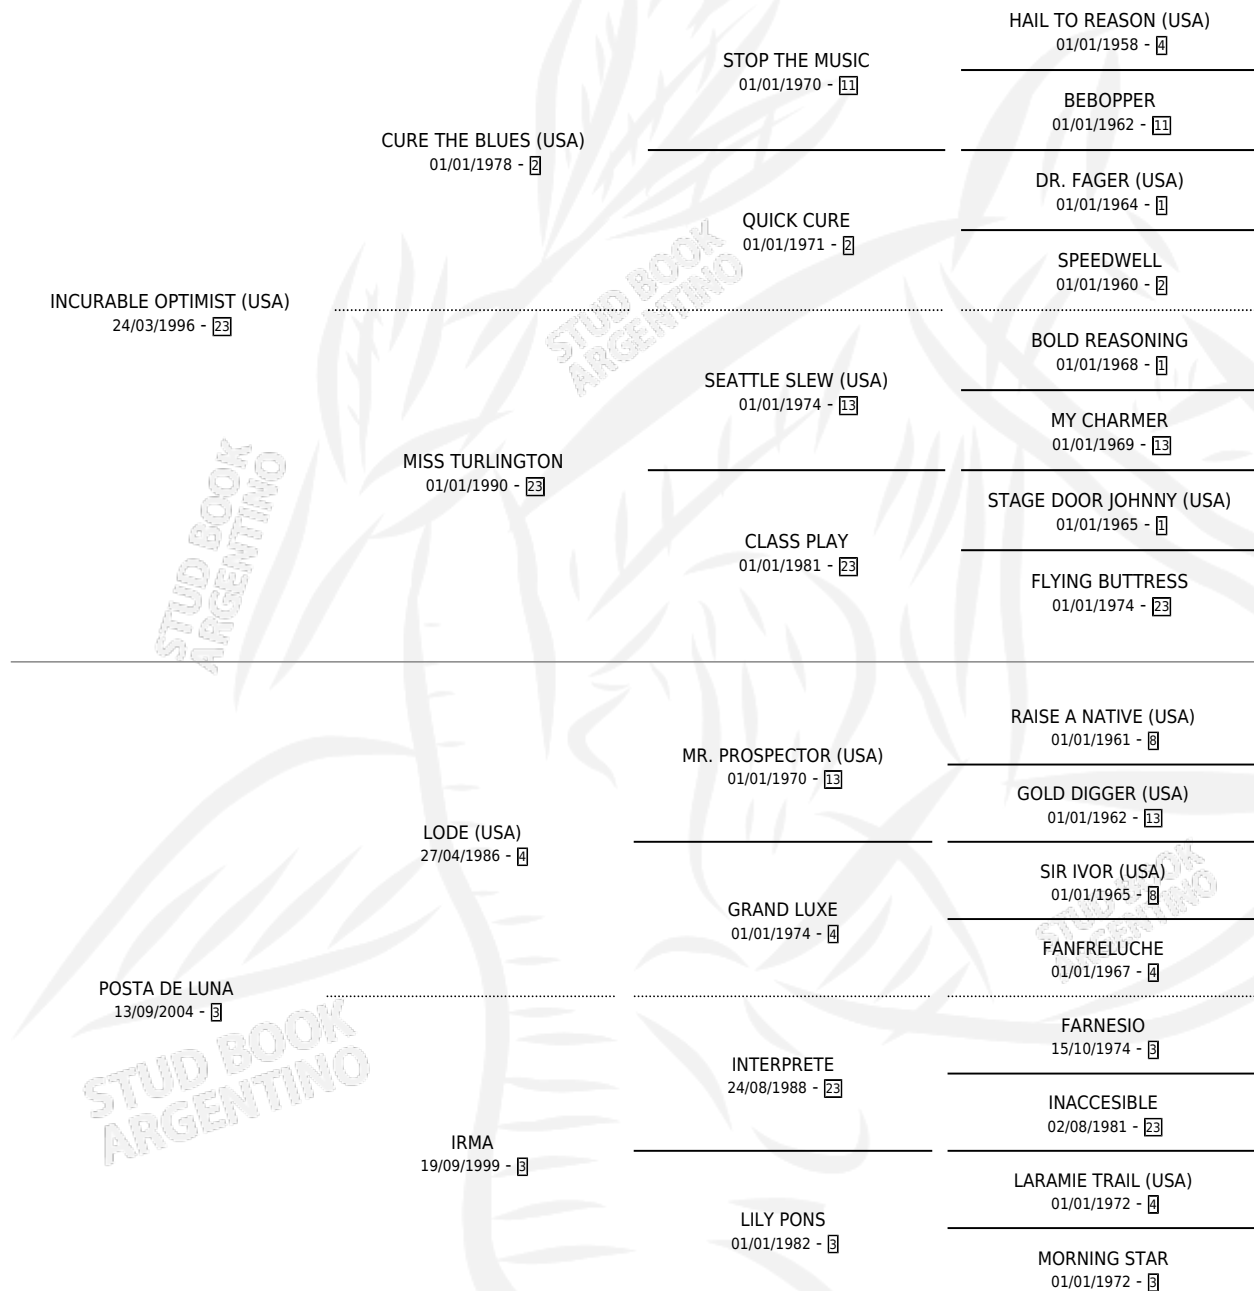 HAIL TO REASON (USA)
01/01/1958 - 4
STOP THE MUSIC
01/01/1970 - 11
BEBOPPER
01/01/1962 - 11
CURE THE BLUES (USA)
01/01/1978 - 2
DR. FAGER (USA)
01/01/1964 - 1
QUICK CURE
01/01/1971 - 2
SPEEDWELL
01/01/1960 - 2
INCURABLE OPTIMIST (USA)
24/03/1996 - 23
BOLD REASONING
01/01/1968 - 1
SEATTLE SLEW (USA)
01/01/1974 - 13
MY CHARMER
01/01/1969 - 13
MISS TURLINGTON
01/01/1990 - 23
STAGE DOOR JOHNNY (USA)
01/01/1965 - 1
CLASS PLAY
01/01/1981 - 23
FLYING BUTTRESS
01/01/1974 - 23
RAISE A NATIVE (USA)
01/01/1961 - 8
MR. PROSPECTOR (USA)
01/01/1970 - 13
GOLD DIGGER (USA)
01/01/1962 - 13
LODE (USA)
27/04/1986 - 4
SIR IVOR (USA)
01/01/1965 - 8
GRAND LUXE
01/01/1974 - 4
FANFRELUCHE
01/01/1967 - 4
POSTA DE LUNA
13/09/2004 - 3
FARNESIO
15/10/1974 - 3
INTERPRETE
24/08/1988 - 23
INACCESIBLE
02/08/1981 - 23
IRMA
19/09/1999 - 3
LARAMIE TRAIL (USA)
01/01/1972 - 4
LILY PONS
01/01/1982 - 3
MORNING STAR
01/01/1972 - 3
STUD BOOK
ARGENTINO
STUD BOOK
ARGENTINO
STUD BOOK
ARGENTINO
STUD BOOK
ARGENTINO